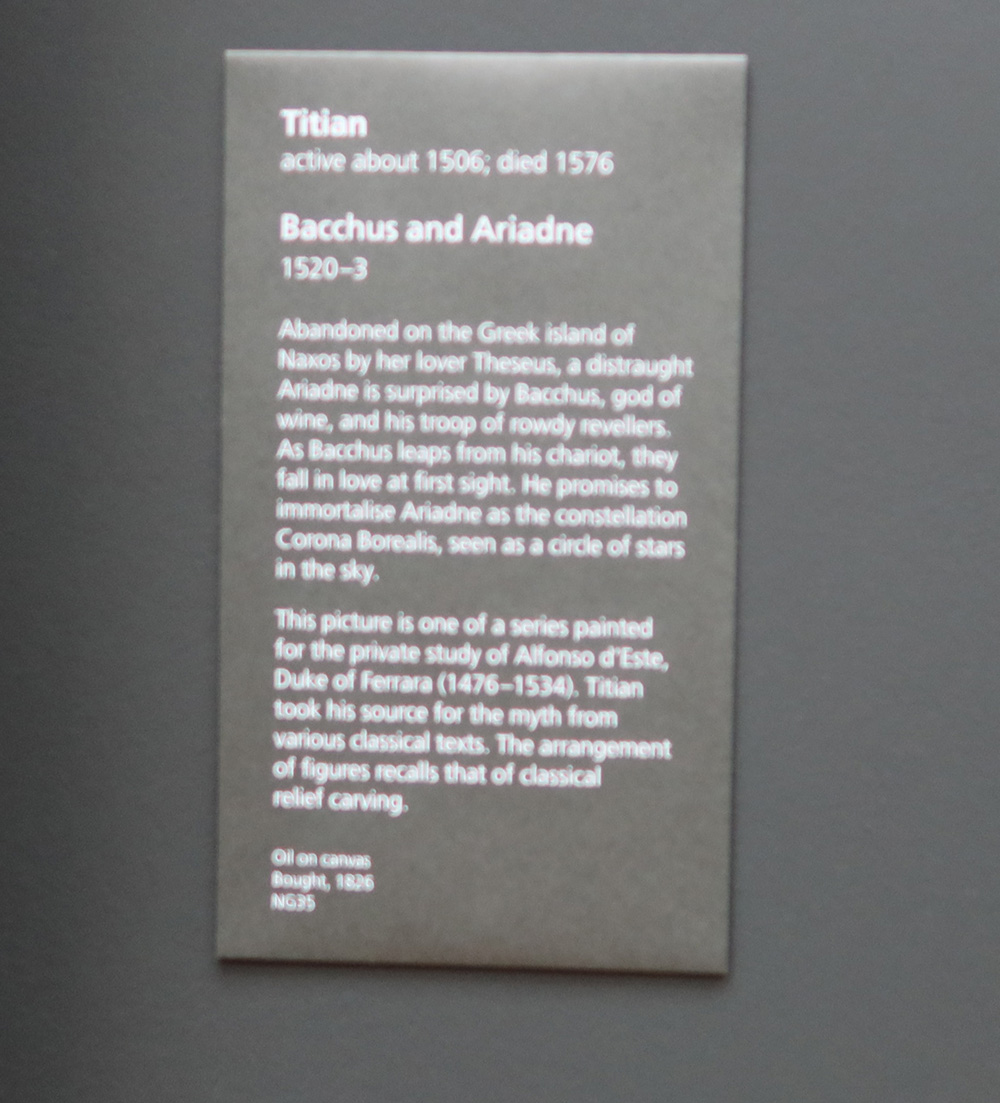 Titian
active about 1506; died 1576
Bacchus and Ariadne
1520–3
Abandoned on the Greek island of
Naxos by her lover Theseus, a distraught
Ariadne is surprised by Bacchus, god of
wine, and his troop of rowdy revellers.
As Bacchus leaps from his chariot, they
fall in love at first sight. He promises to
immortalise Ariadne as the constellation
Corona Borealis, seen as a circle of stars
in the sky.
This picture is one of a series painted
for the private study of Alfonso d'Este,
Duke of Ferrara (1476–1534). Titian
took his source for the myth from
various classical texts. The arrangement
of figures recalls that of classical
relief carving.
Oil on canvas
Bought, 1826
NG35